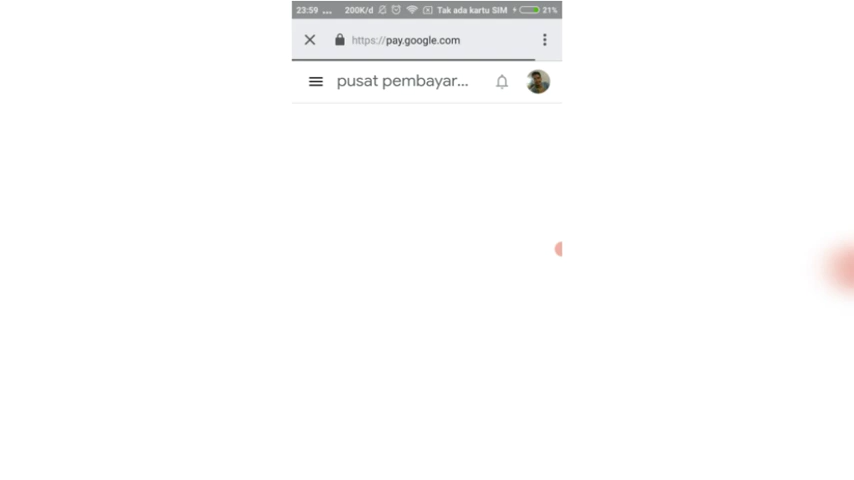 23:59 ... 200K/d Tak ada kartu SIM 21%
https://pay.google.com
pusat pembayar...